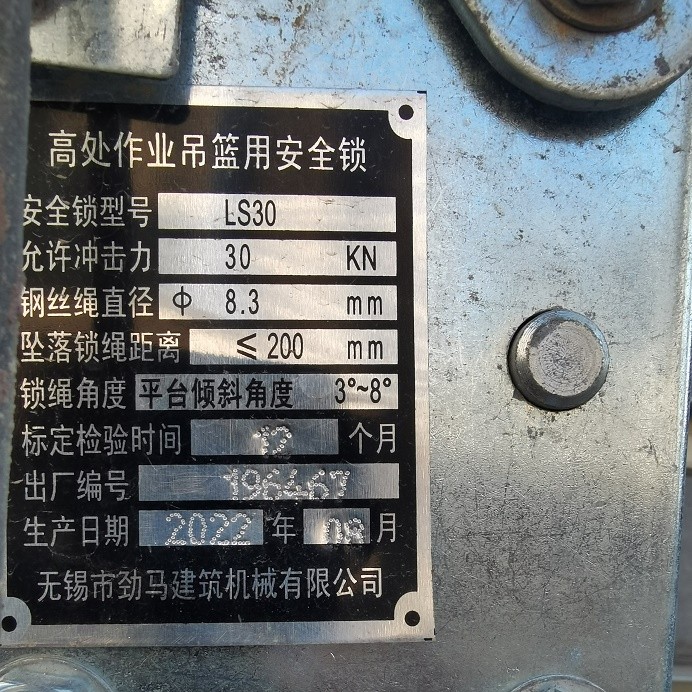 高处作业吊篮用安全锁
安全锁型号 LS30
允许冲击力 30 KN
钢丝绳直径 Φ 8.3 mm
坠落锁绳距离 ≤200 mm
锁绳角度 平台倾斜角度 3°~8°
标定检验时间 12 个月
出厂编号 196467
生产日期 2022 年 08 月
无锡市劲马建筑机械有限公司